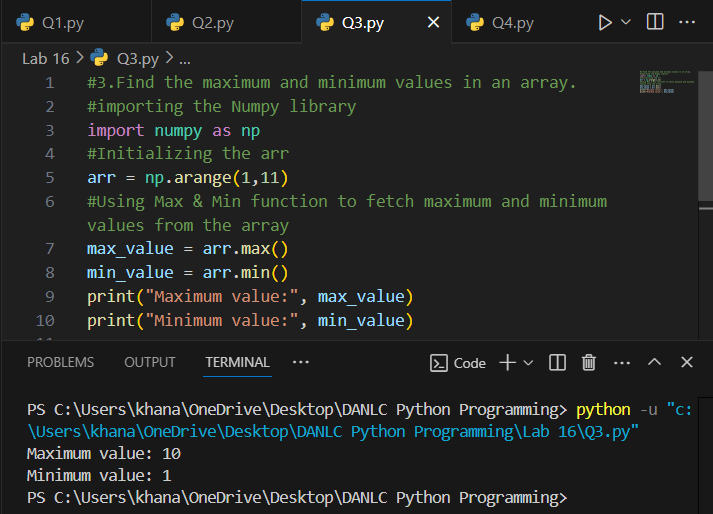 Q1.py Q2.py Q3.py Q4.py
Lab 16 > Q3.py > ...
1 #3.Find the maximum and minimum values in an array.
2 #importing the Numpy library
3 import numpy as np
4 #Initializing the arr
5 arr = np.arange(1,11)
6 #Using Max & Min function to fetch maximum and minimum
values from the array
7 max_value = arr.max()
8 min_value = arr.min()
9 print("Maximum value:", max_value)
10 print("Minimum value:", min_value)
PROBLEMS OUTPUT TERMINAL ... Code
PS C:\Users\khana\OneDrive\Desktop\DANLC Python Programming> python -u "c:
\Users\khana\OneDrive\Desktop\DANLC Python Programming\Lab 16\Q3.py"
Maximum value: 10
Minimum value: 1
PS C:\Users\khana\OneDrive\Desktop\DANLC Python Programming>